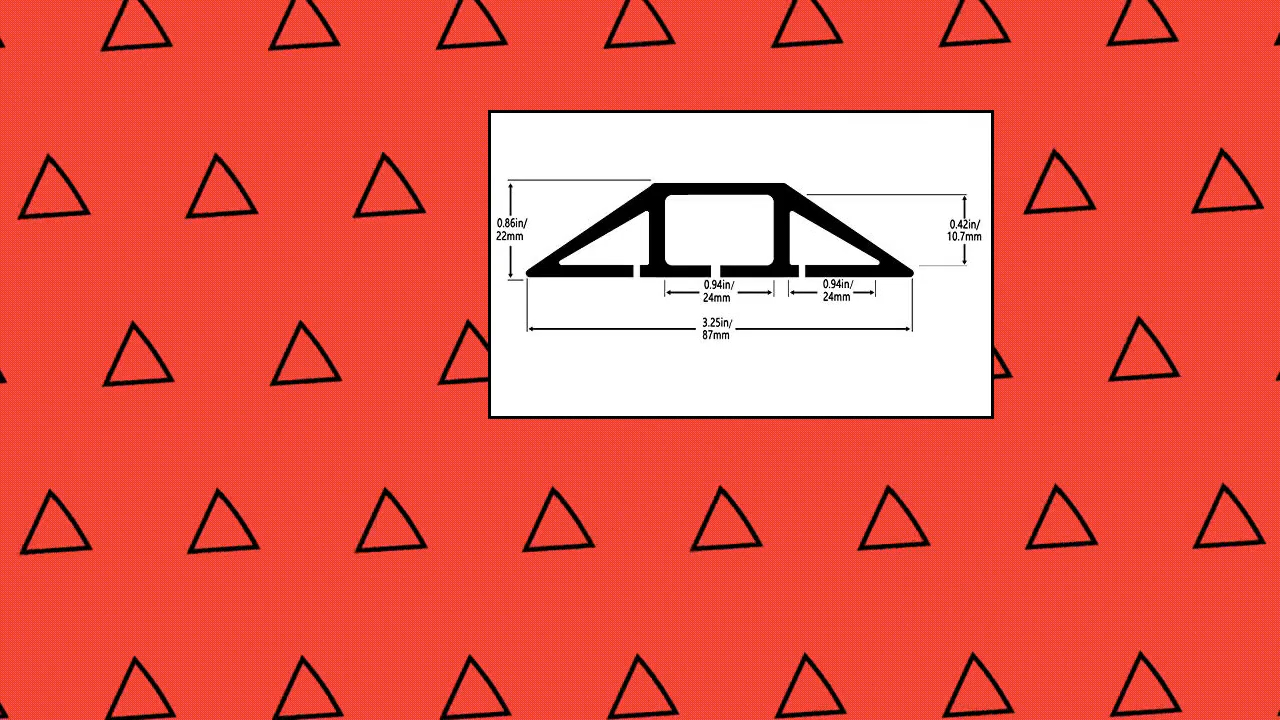 0.86in/
22mm
0.42in/
10.7mm
0.94in/
24mm
0.94in/
24mm
3.25in/
87mm